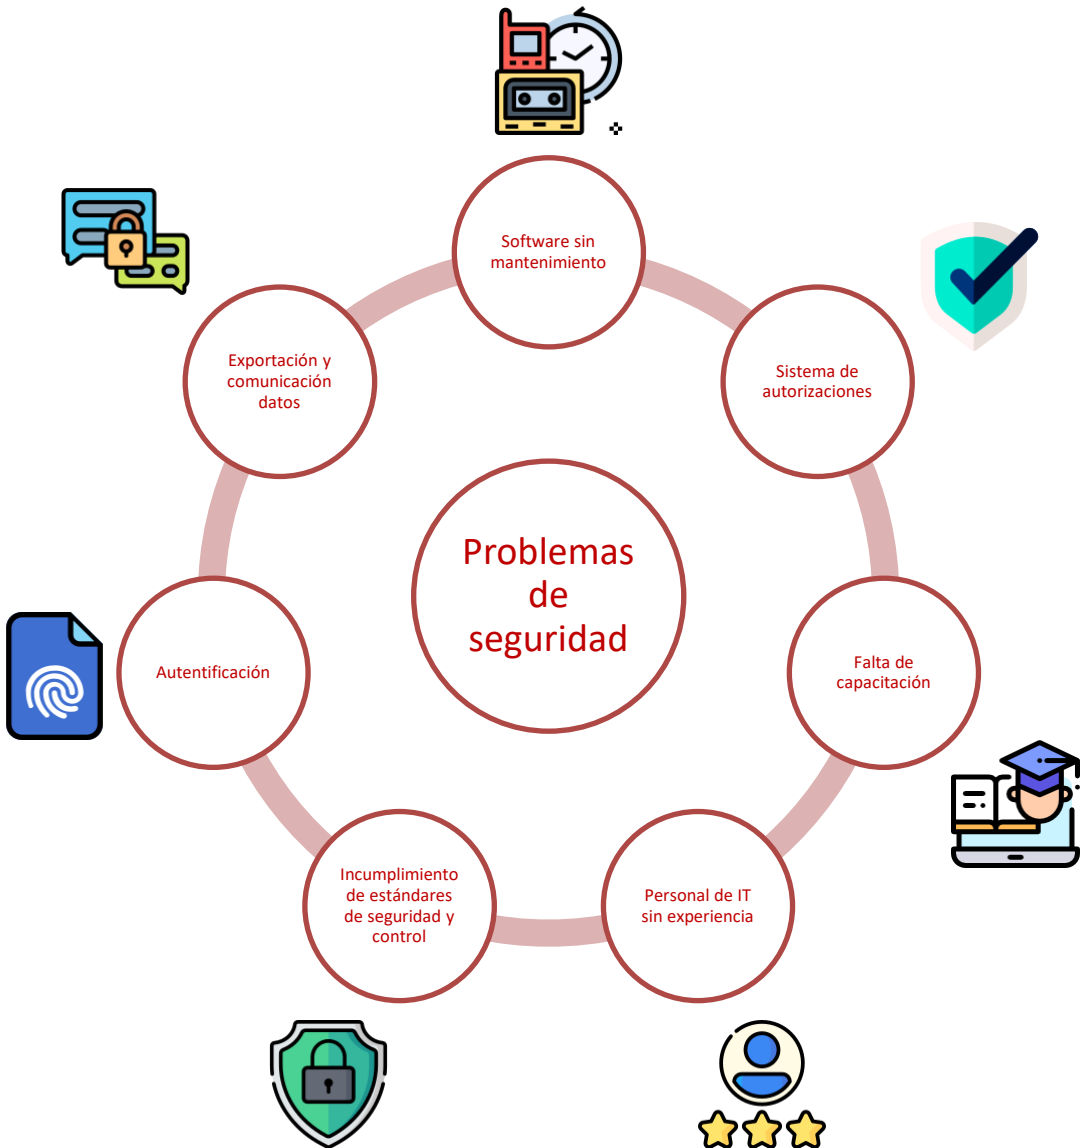 Software sin
mantenimiento
Sistema de
autorizaciones
Falta de
capacitación
Personal de IT
sin experiencia
Incumplimiento
de estándares
de seguridad y
control
Autentificación
Exportación y
comunicación
datos
Problemas
de
seguridad